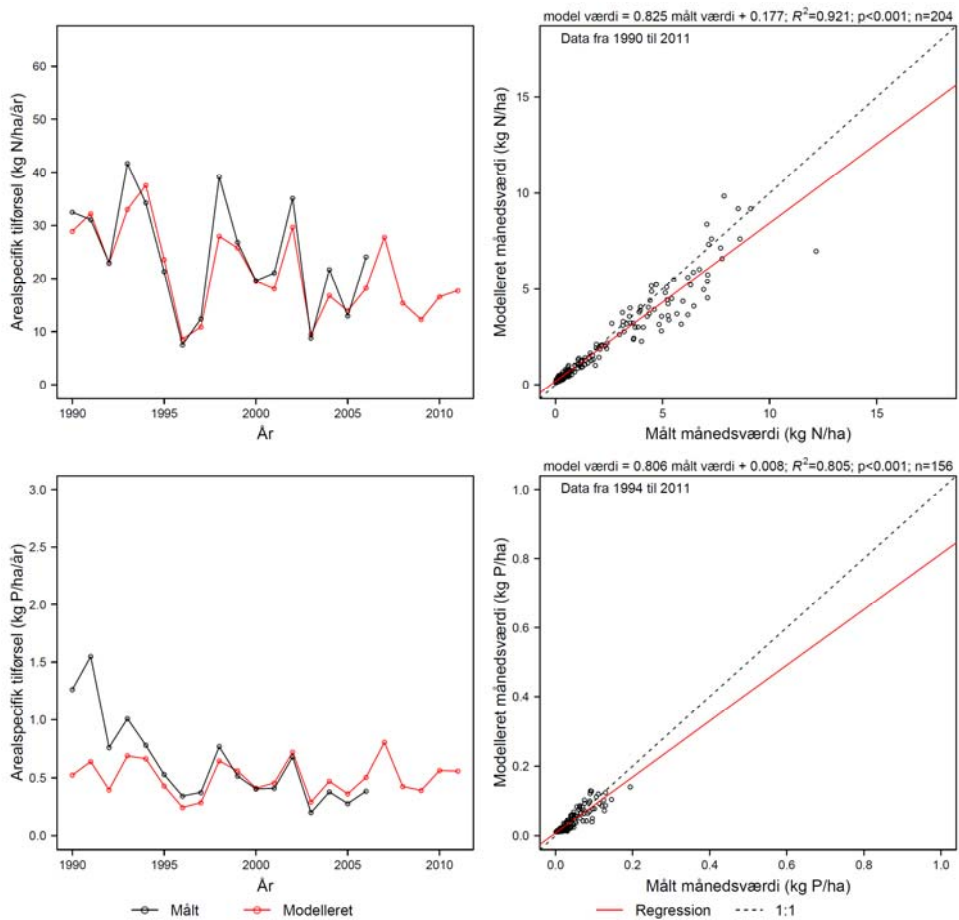 model værdi = 0.825 målt værdi + 0.177; R²=0.921; p<0.001; n=204
Arealspecifik tilførsel (kg N/ha/år)
60
50
40
30
20
10
0
1990 1995 2000 2005 2010
År
Data fra 1990 til 2011
Modelleret månedsværdi (kg N/ha)
15
10
5
0
0 5 10 15
Målt månedsværdi (kg N/ha)
model værdi = 0.806 målt værdi + 0.008; R²=0.805; p<0.001; n=156
Arealspecifik tilførsel (kg P/ha/år)
3.0
2.5
2.0
1.5
1.0
0.5
0.0
1990 1995 2000 2005 2010
År
Data fra 1994 til 2011
Modelleret månedsværdi (kg P/ha)
1.0
0.8
0.6
0.4
0.2
0.0
0.0 0.2 0.4 0.6 0.8 1.0
Målt månedsværdi (kg P/ha)
Målt Modelleret Regression 1:1